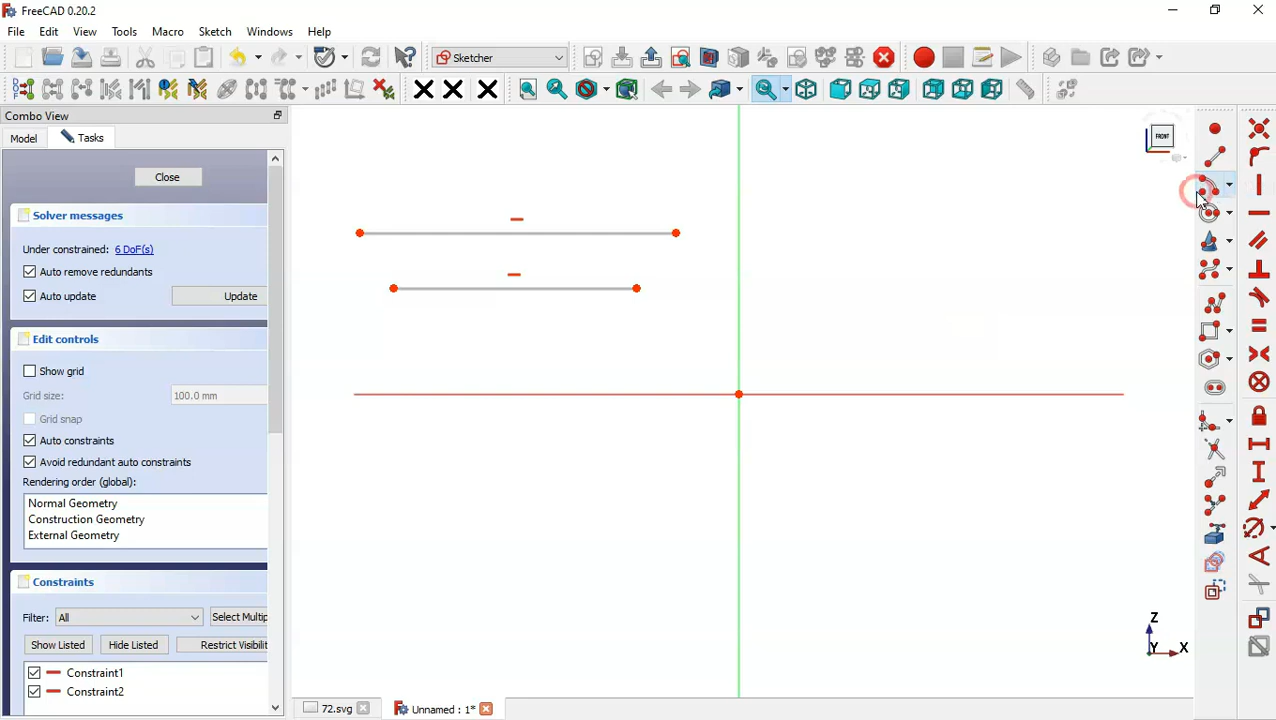 FreeCAD 0.20.2
File Edit View Tools Macro Sketch Windows Help
Sketcher
Combo View
Model Tasks
Close
Solver messages
Under constrained: 6 DoF(s)
Auto remove redundants
Auto update Update
Edit controls
Show grid
Grid size: 100.0 mm
Grid snap
Auto constraints
Avoid redundant auto constraints
Rendering order (global):
Normal Geometry
Construction Geometry
External Geometry
Constraints
Filter: All Select Multip
Show Listed Hide Listed Restrict Visibili
Constraint1
Constraint2
FRONT
Z
Y X
72.svg Unnamed : 1*